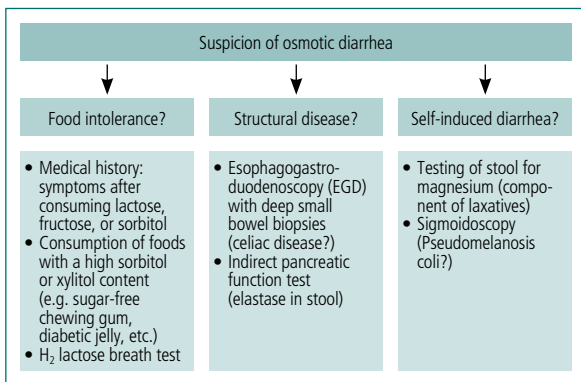 Suspicion of osmotic diarrhea
Food intolerance?
• Medical history:
symptoms after
consuming lactose,
fructose, or sorbitol
• Consumption of foods
with a high sorbitol
or xylitol content
(e.g. sugar-free
chewing gum,
diabetic jelly, etc.)
• H₂ lactose breath test
Structural disease?
• Esophagogastro-
duodenoscopy (EGD)
with deep small
bowel biopsies
(celiac disease?)
• Indirect pancreatic
function test
(elastase in stool)
Self-induced diarrhea?
• Testing of stool for
magnesium (compo-
nent of laxatives)
• Sigmoidoscopy
(Pseudomelanosis
coli?)